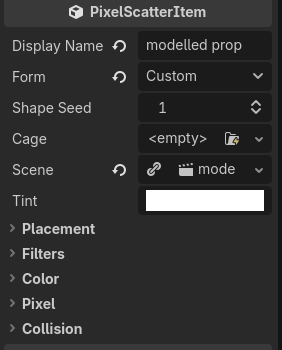 PixelScatterItem
Display Name modelled prop
Form Custom
Shape Seed 1
Cage <empty>
Scene mode
Tint
Placement
Filters
Color
Pixel
Collision